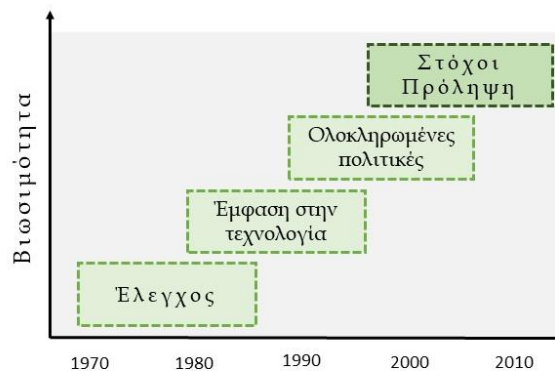 Βιωσιμότητα
Στόχοι
Πρόληψη
Ολοκληρωμένες
πολιτικές
Έμφαση στην
τεχνολογία
Έλεγχος
1970 1980 1990 2000 2010